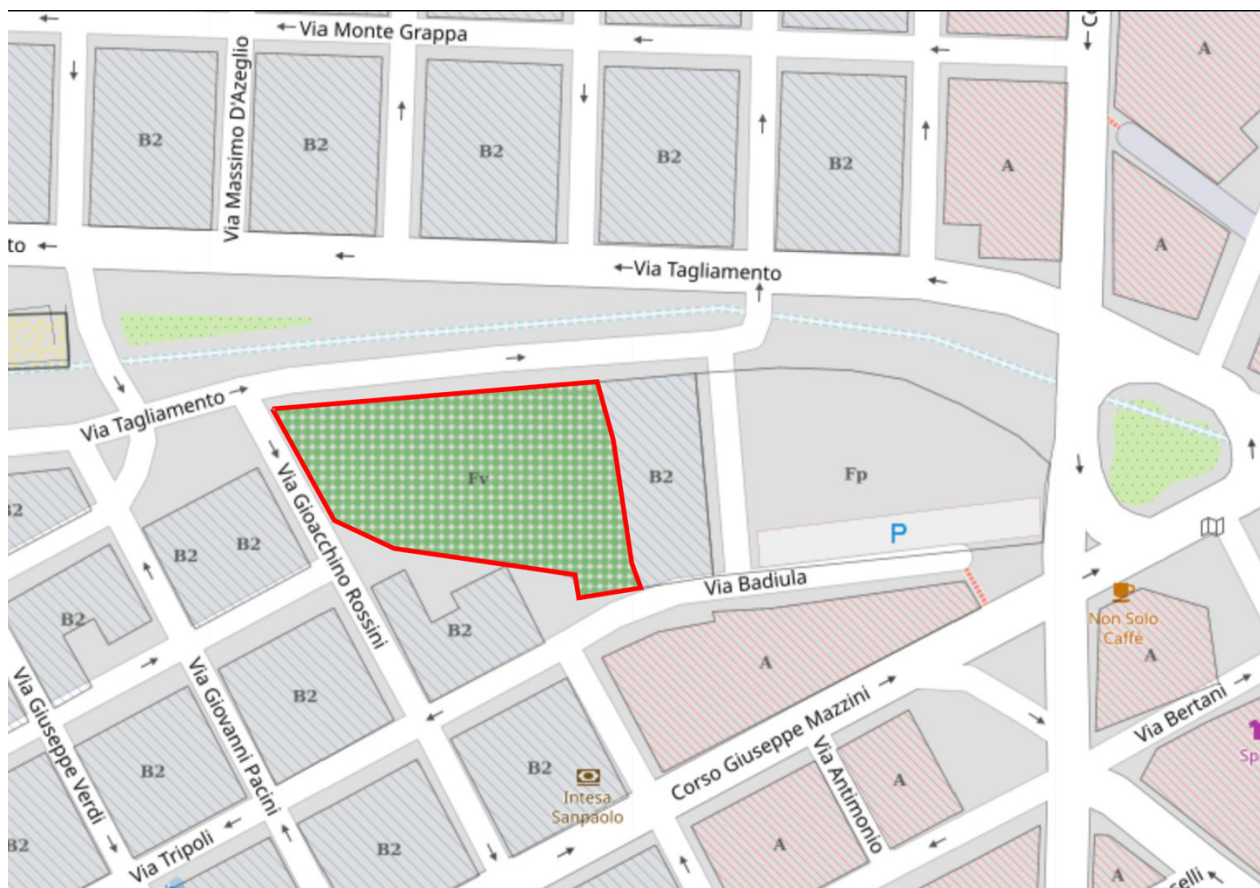 Via Monte Grappa
Via Massimo D'Azeglio
A
B2
B2
B2
B2
B2
A
A
to
Via Tagliamento
Via Tagliamento
Via Gioacchino Rossini
Fv
B2
Fp
P
B2
B2
B2
B2
B2
B2
Via Badiula
Non Solo
Caffè
A
A
Via Giuseppe Verdi
Via Giovanni Pacini
Corso Giuseppe Mazzini
Via Bertani
Via Antimonio
Sp
B2
B2
Intesa
Sanpaolo
A
Via Tripoli
B2
B2
A
A
elli